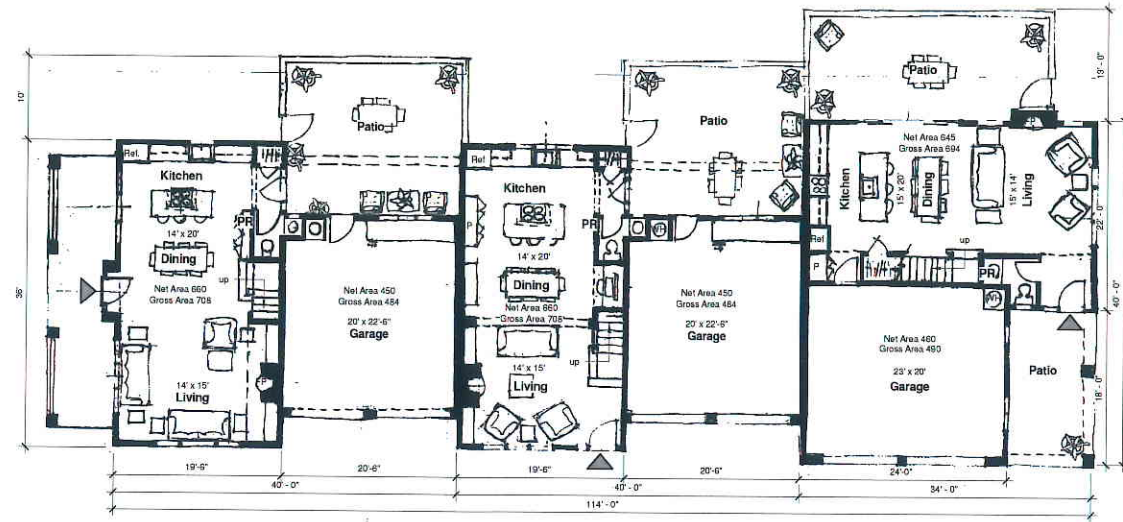 10'
36'
Ref.
Kitchen
14' x 20'
PR
Dining
up
Net Area 660
Gross Area 708
14' x 15'
Living
Patio
Net Area 450
Gross Area 484
20' x 22'-6"
Garage
Ref
Kitchen
P
PR
14' x 20'
Dining
Net Area 660
Gross Area 708
up
14' x 15'
Living
Patio
WH
Net Area 450
Gross Area 484
20' x 22'-6"
Garage
Patio
13' - 0"
Net Area 645
Gross Area 694
Kitchen
15' x 20'
Dining
15' x 14'
Living
22' - 0"
40' - 0"
Ref
P
up
PR
WH
Net Area 460
Gross Area 490
23' x 20'
Garage
Patio
18' - 0"
19'-6"
20'-6"
19'-6"
20'-6"
24'-0"
40' - 0"
40' - 0"
34' - 0"
114' - 0"